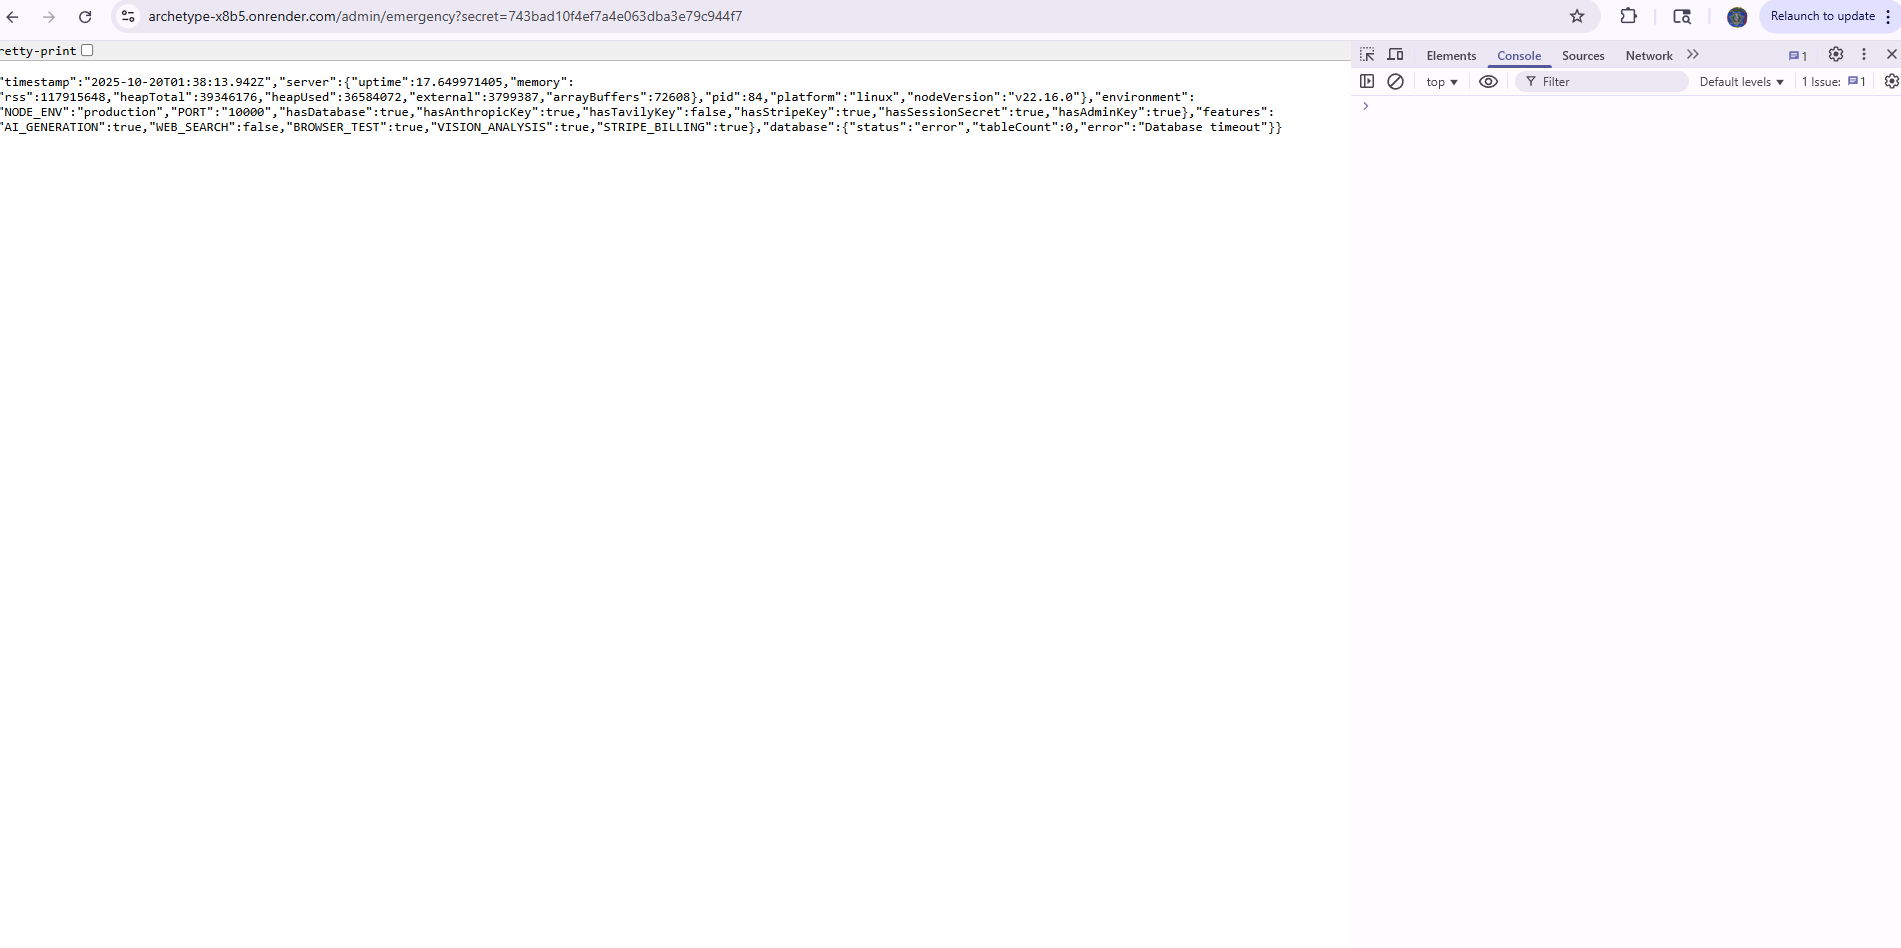 archetype-x8b5.onrender.com/admin/emergency?secret=743bad10f4ef7a4e063dba3e79c944f7
Relaunch to update
retty-print
Elements Console Sources Network 1
top Filter Default levels 1 Issue: 1
"timestamp":"2025-10-20T01:38:13.942Z","server":{"uptime":17.649971405,"memory":
"rss":117915648,"heapTotal":39346176,"heapUsed":36584072,"external":3799387,"arrayBuffers":72608},"pid":84,"platform":"linux","nodeVersion":"v22.16.0"},"environment":
"NODE_ENV":"production","PORT":"10000","hasDatabase":true,"hasAnthropicKey":true,"hasTavilyKey":false,"hasStripeKey":true,"hasSessionSecret":true,"hasAdminKey":true},"features":
"AI_GENERATION":true,"WEB_SEARCH":false,"BROWSER_TEST":true,"VISION_ANALYSIS":true,"STRIPE_BILLING":true},"database":{"status":"error","tableCount":0,"error":"Database timeout"}}